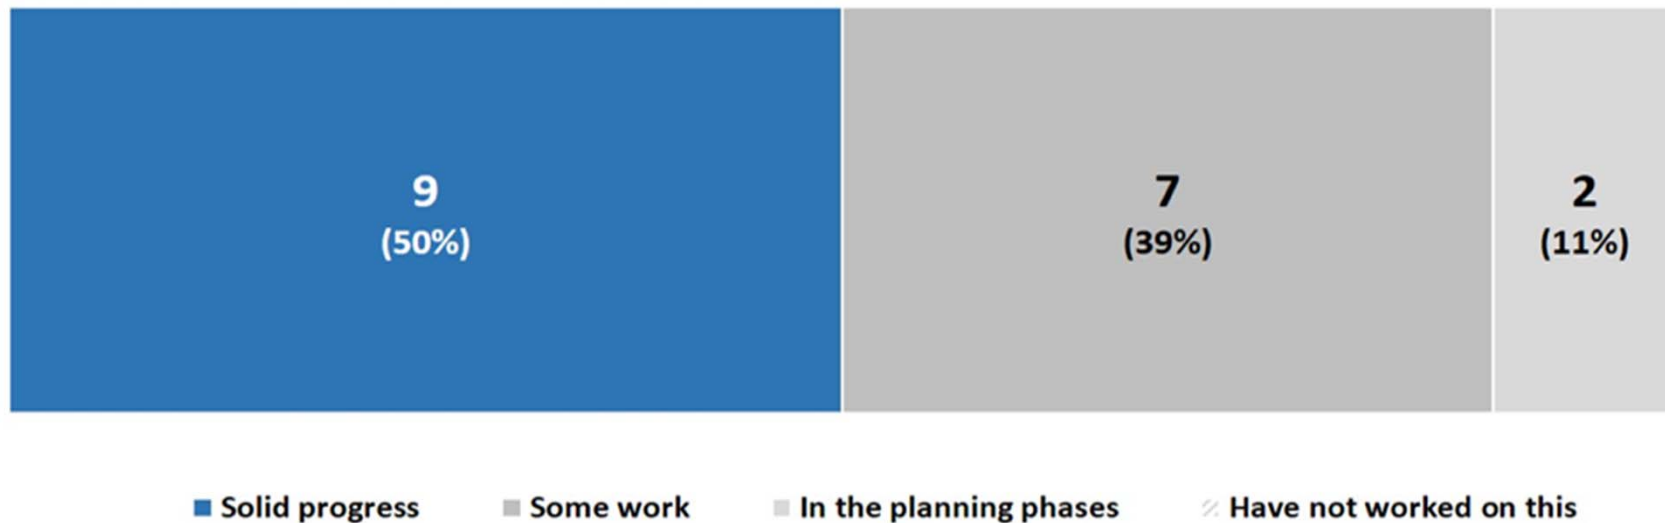 9 7 2
(50%) (39%) (11%)
Solid progress Some work In the planning phases Have not worked on this